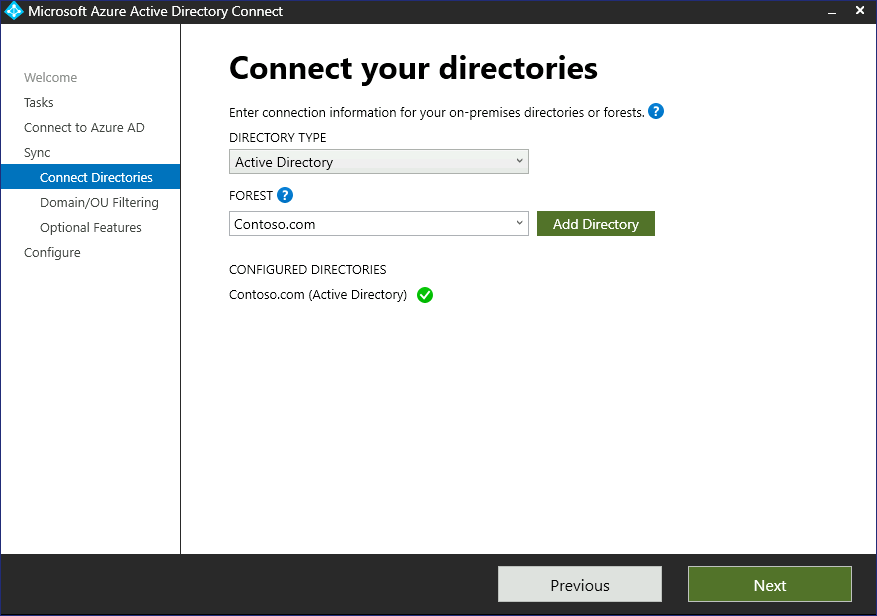 Microsoft Azure Active Directory Connect
Welcome
Tasks
Connect to Azure AD
Sync
Connect Directories
Domain/OU Filtering
Optional Features
Configure
Connect your directories
Enter connection information for your on-premises directories or forests. ?
DIRECTORY TYPE
Active Directory
FOREST ?
Contoso.com
Add Directory
CONFIGURED DIRECTORIES
Contoso.com (Active Directory)
Previous
Next